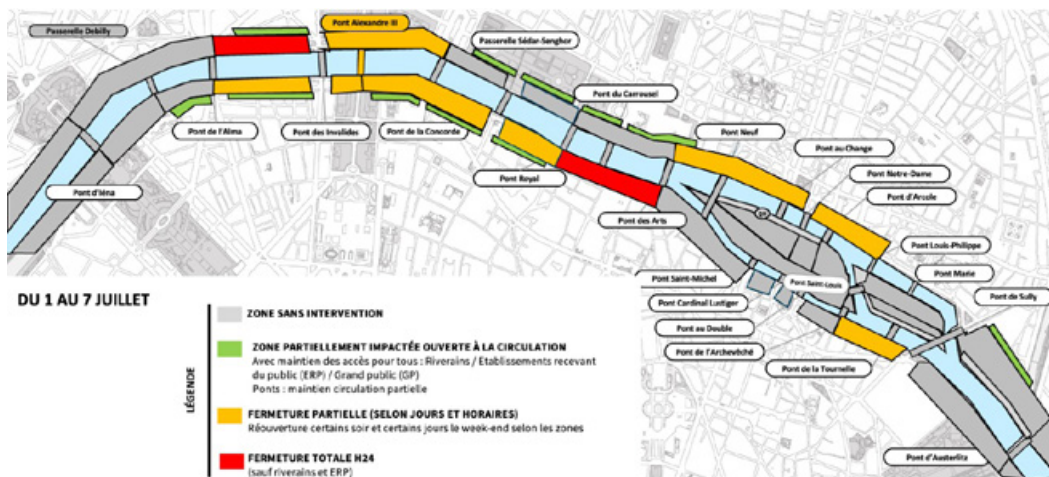 Passerelle Debilly
Pont Alexandre III
Passerelle Sédar-Senghor
Pont du Carrousel
Pont Neuf
Pont au Change
Pont Notre-Dame
Pont d'Arcole
Pont de l'Alma
Pont des Invalides
Pont de la Concorde
Pont Royal
Pont d'Iéna
Pont des Arts
Pont Louis-Philippe
Pont Marie
Pont de Sully
Pont Saint-Michel
Pont Saint-Louis
Pont Cardinal Lustiger
Pont au Double
Pont de l'Archevêché
Pont de la Tournelle
Pont d'Austerlitz
DU 1 AU 7 JUILLET
LÉGENDE
ZONE SANS INTERVENTION
ZONE PARTIELLEMENT IMPACTÉE OUVERTE À LA CIRCULATION
Avec maintien des accès pour tous : Riverains / Etablissements recevant
du public (ERP) / Grand public (GP)
Ponts : maintien circulation partielle
FERMETURE PARTIELLE (SELON JOURS ET HORAIRES)
Réouverture certains soir et certains jours le week-end selon les zones
FERMETURE TOTALE H24
(sauf riverains et ERP)